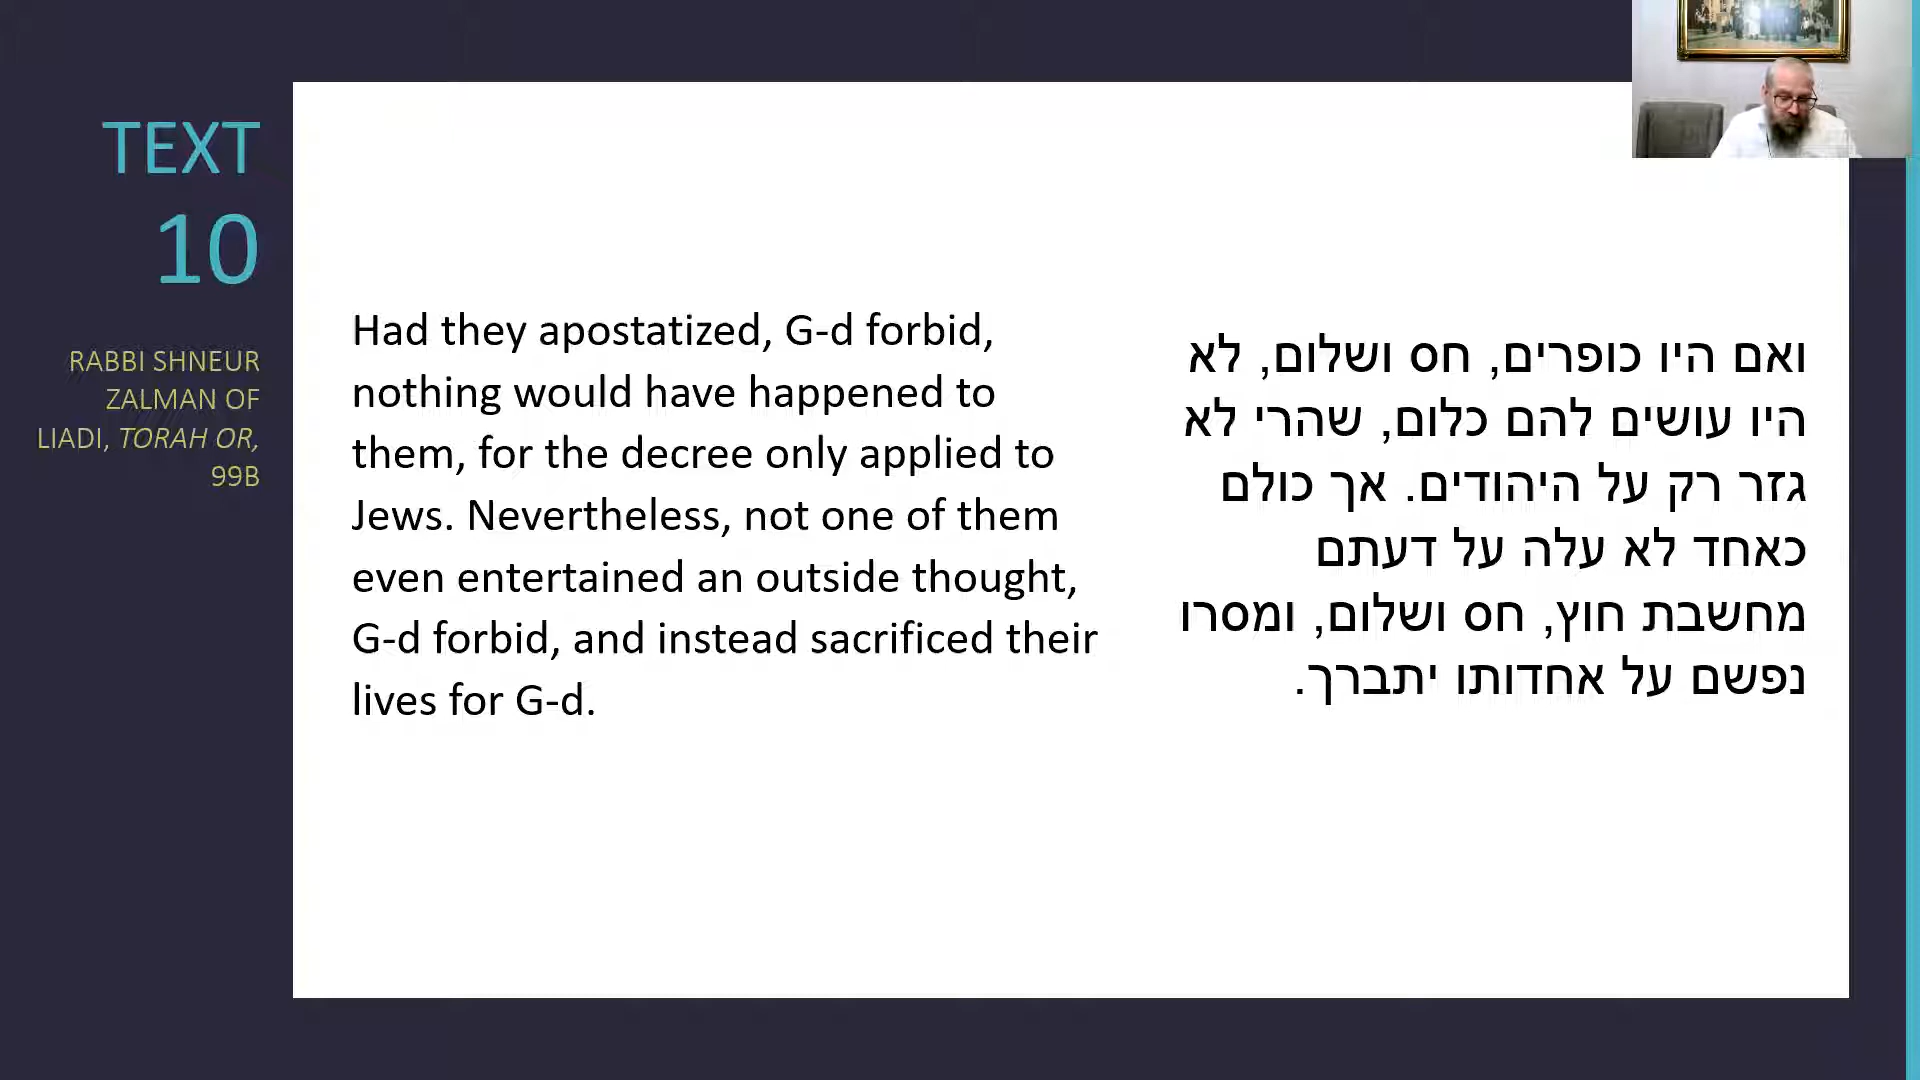 TEXT
10
RABBI SHNEUR
ZALMAN OF
LIADI, TORAH OR,
99B
Had they apostatized, G-d forbid,
nothing would have happened to
them, for the decree only applied to
Jews. Nevertheless, not one of them
even entertained an outside thought,
G-d forbid, and instead sacrificed their
lives for G-d.
ואם היו כופרים, חס ושלום, לא
היו עושים להם כלום, שהרי לא
גזר רק על היהודים. אך כולם
כאחד לא עלה על דעתם
מחשבת חוץ, חס ושלום, ומסרו
נפשם על אחדותו יתברך.